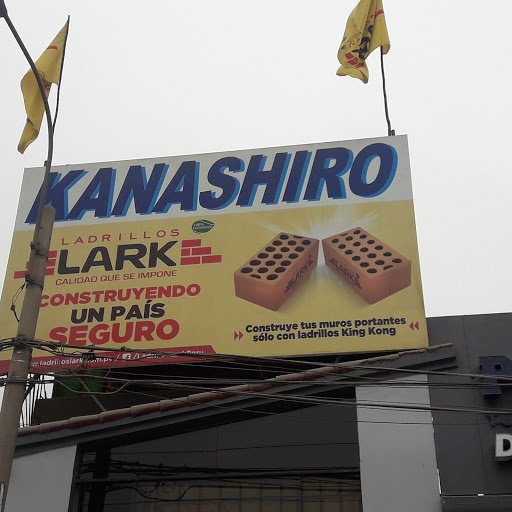 KANASHIRO
LADRILLOS
LARK
CALIDAD QUE SE IMPONE
CONSTRUYENDO
UN PAÍS
SEGURO
Construye tus muros portantes
sólo con ladrillos King Kong
LARK
D